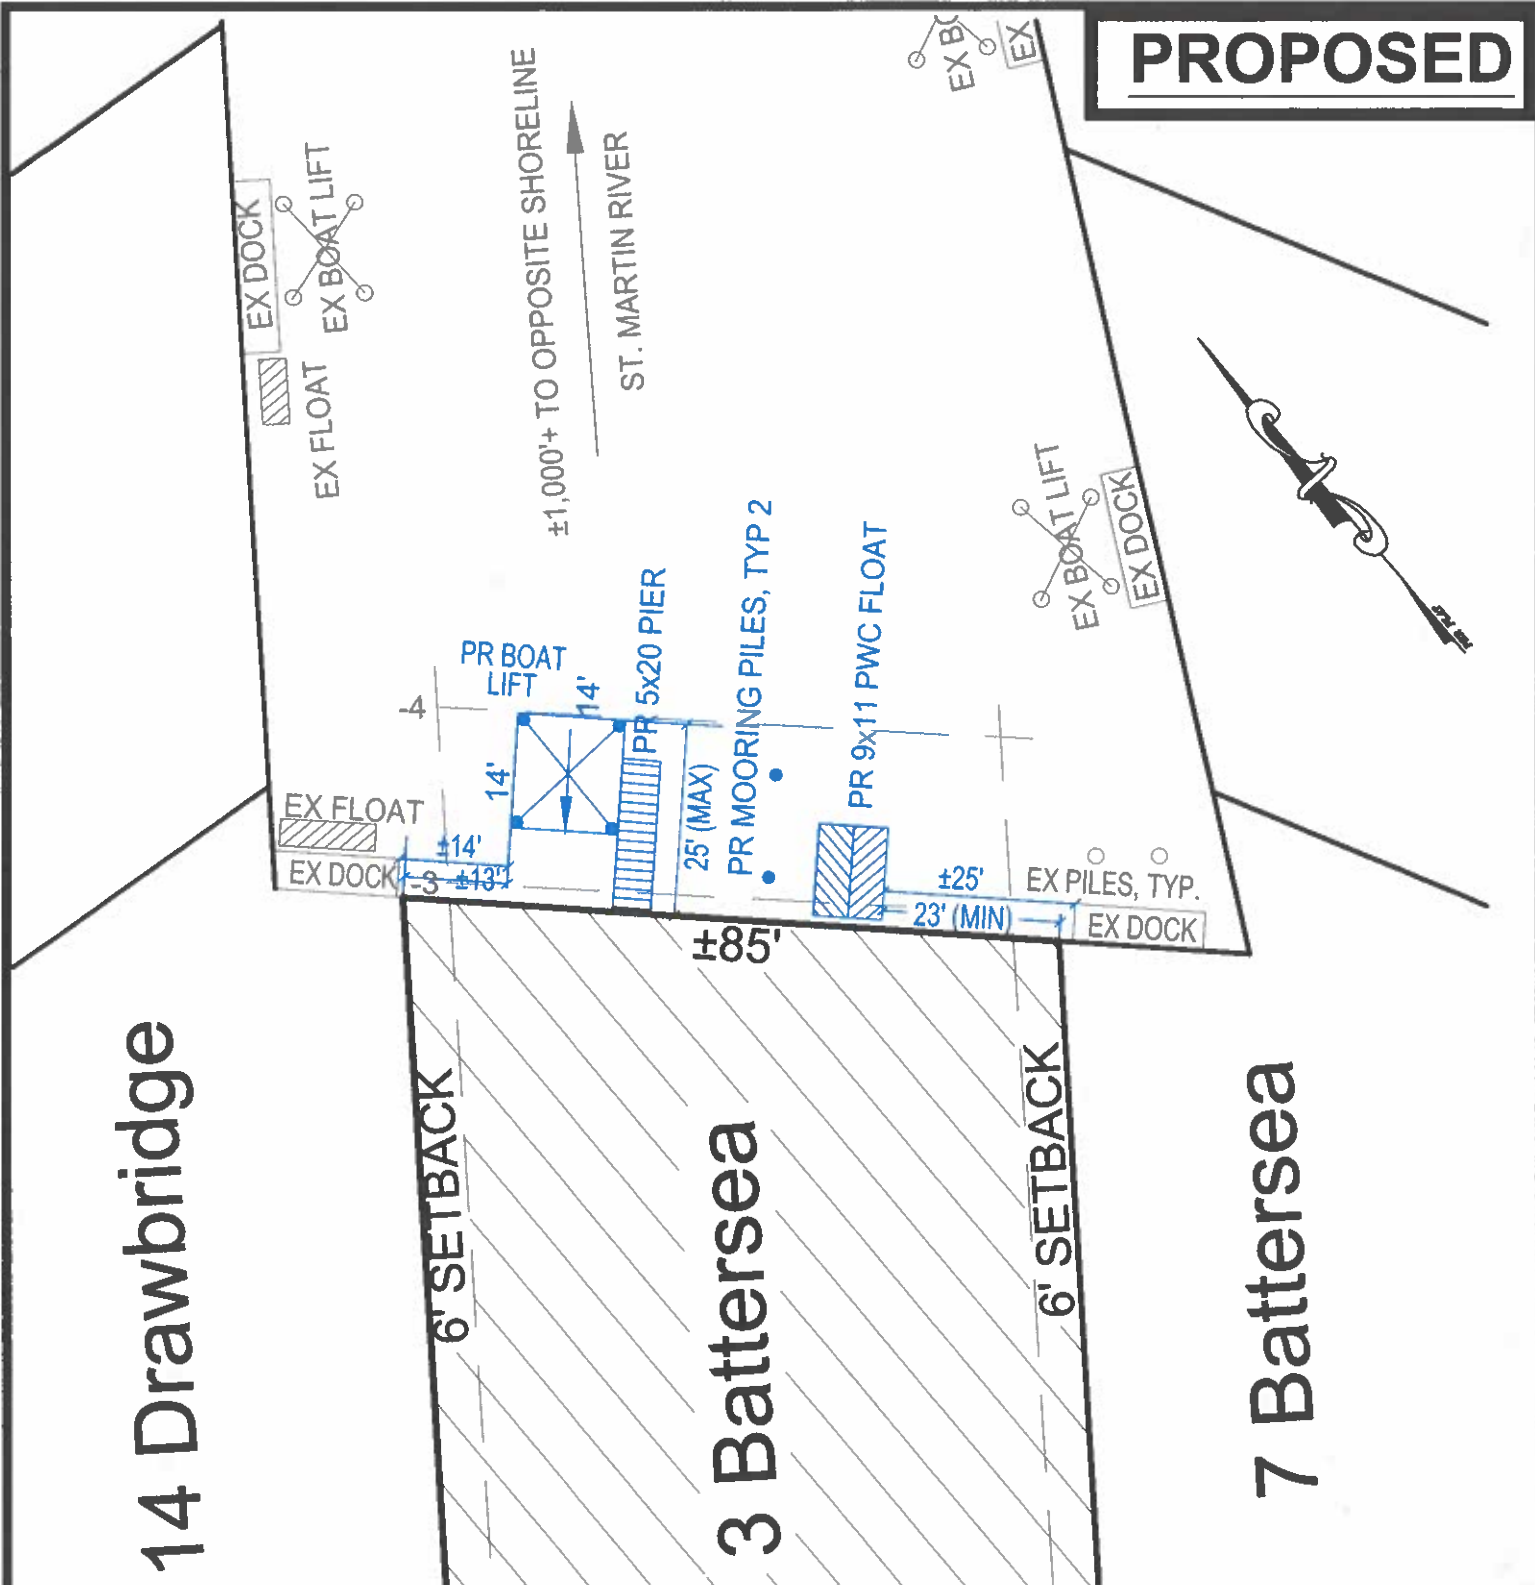 PROPOSED
EX BO
EX
±1,000'+ TO OPPOSITE SHORELINE
ST. MARTIN RIVER
EX DOCK
EX BOAT LIFT
EX FLOAT
EX BOAT LIFT
EX DOCK
PR BOAT
LIFT
14'
14'
PR 5x20 PIER
25' (MAX)
PR MOORING PILES, TYP 2
PR 9x11 PWC FLOAT
-4
EX FLOAT
±14'
EX DOCK
-3
±13'
±25'
EX PILES, TYP.
23' (MIN)
EX DOCK
±85'
14 Drawbridge
6' SETBACK
3 Battersea
6' SETBACK
7 Battersea